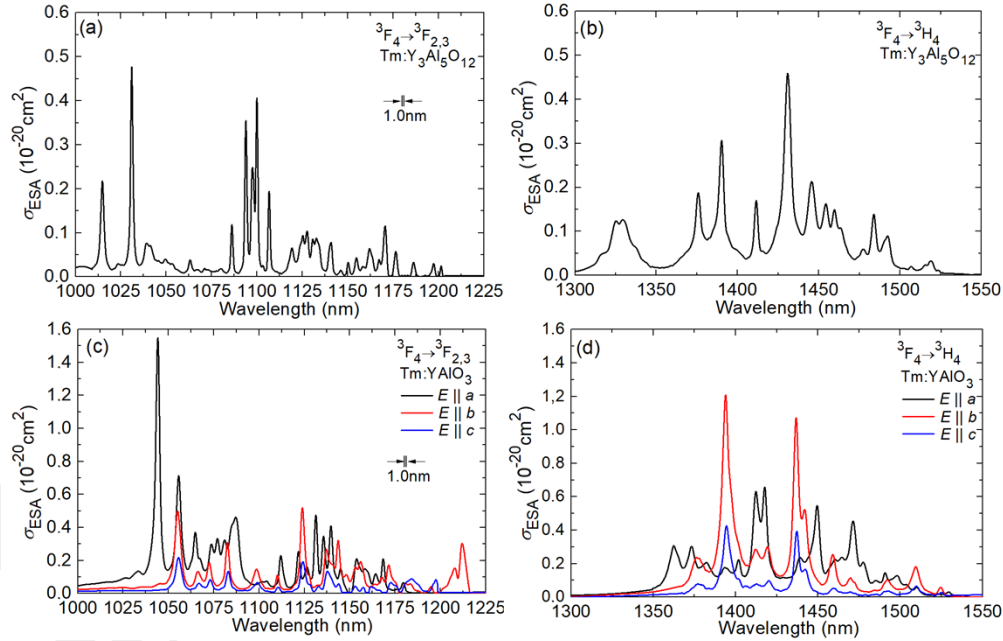 (a)
³F₄→³F₂,₃
Tm:Y₃Al₅O₁₂
1.0nm
σESA (10⁻²⁰cm²)
0.6
0.5
0.4
0.3
0.2
0.1
0.0
1000 1025 1050 1075 1100 1125 1150 1175 1200 1225
Wavelength (nm)
(b)
³F₄→³H₄
Tm:Y₃Al₅O₁₂
σESA (10⁻²⁰cm²)
0.6
0.5
0.4
0.3
0.2
0.1
0.0
1300 1350 1400 1450 1500 1550
Wavelength (nm)
(c)
³F₄→³F₂,₃
Tm:YAlO₃
E || a
E || b
E || c
1.0nm
σESA (10⁻²⁰cm²)
1.6
1.4
1.2
1.0
0.8
0.6
0.4
0.2
0.0
1000 1025 1050 1075 1100 1125 1150 1175 1200 1225
Wavelength (nm)
(d)
³F₄→³H₄
Tm:YAlO₃
E || a
E || b
E || c
σESA (10⁻²⁰cm²)
1.6
1.4
1,2
1.0
0.8
0.6
0.4
0.2
0.0
1300 1350 1400 1450 1500 1550
Wavelength (nm)